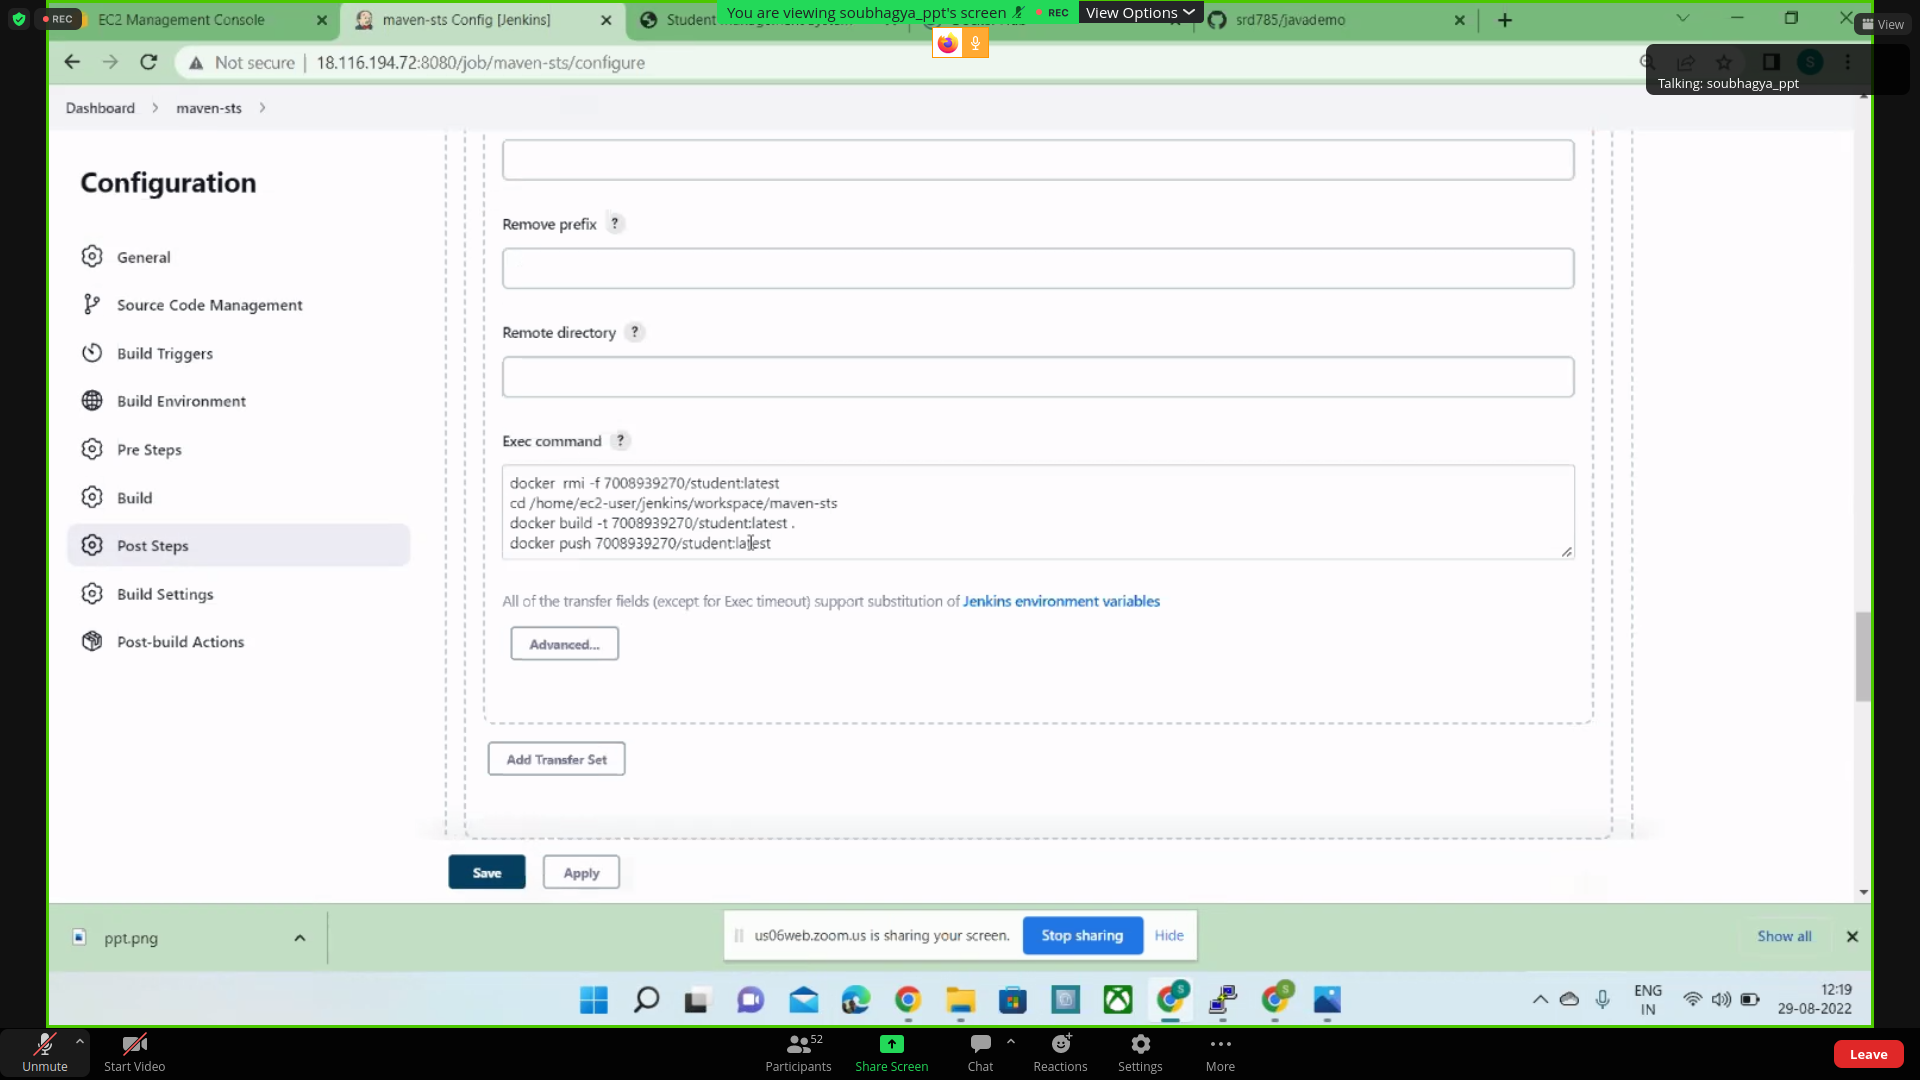 REC
EC2 Management Console
maven-sts Config [Jenkins]
Student
You are viewing soubhagya_ppt's screen
REC
View Options
srd785/javademo
View
Not secure
18.116.194.72:8080/job/maven-sts/configure
S
Talking: soubhagya_ppt
Dashboard
maven-sts
Configuration
General
Source Code Management
Build Triggers
Build Environment
Pre Steps
Build
Post Steps
Build Settings
Post-build Actions
Remove prefix ?
Remote directory ?
Exec command ?
docker  rmi -f 7008939270/student:latest
cd /home/ec2-user/jenkins/workspace/maven-sts
docker build -t 7008939270/student:latest .
docker push 7008939270/student:latest
All of the transfer fields (except for Exec timeout) support substitution of Jenkins environment variables
Advanced...
Add Transfer Set
Save
Apply
ppt.png
us06web.zoom.us is sharing your screen.
Stop sharing
Hide
Show all
S
S
ENG
IN
12:19
29-08-2022
Unmute
Start Video
52
Participants
Share Screen
Chat
Reactions
Settings
More
Leave